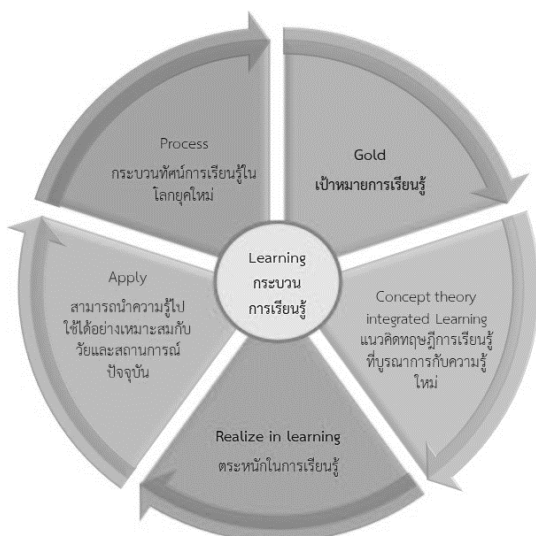 Process
กระบวนทัศน์การเรียนรู้ใน
โลกยุคใหม่
Gold
เป้าหมายการเรียนรู้
Learning
กระบวน
การเรียนรู้
Apply
สามารถนำความรู้ไป
ใช้ได้อย่างเหมาะสมกับ
วัยและสถานการณ์
ปัจจุบัน
Concept theory
integrated Learning
แนวคิดทฤษฎีการเรียนรู้
ที่บูรณาการกับความรู้
ใหม่
Realize in learning
ตระหนักในการเรียนรู้